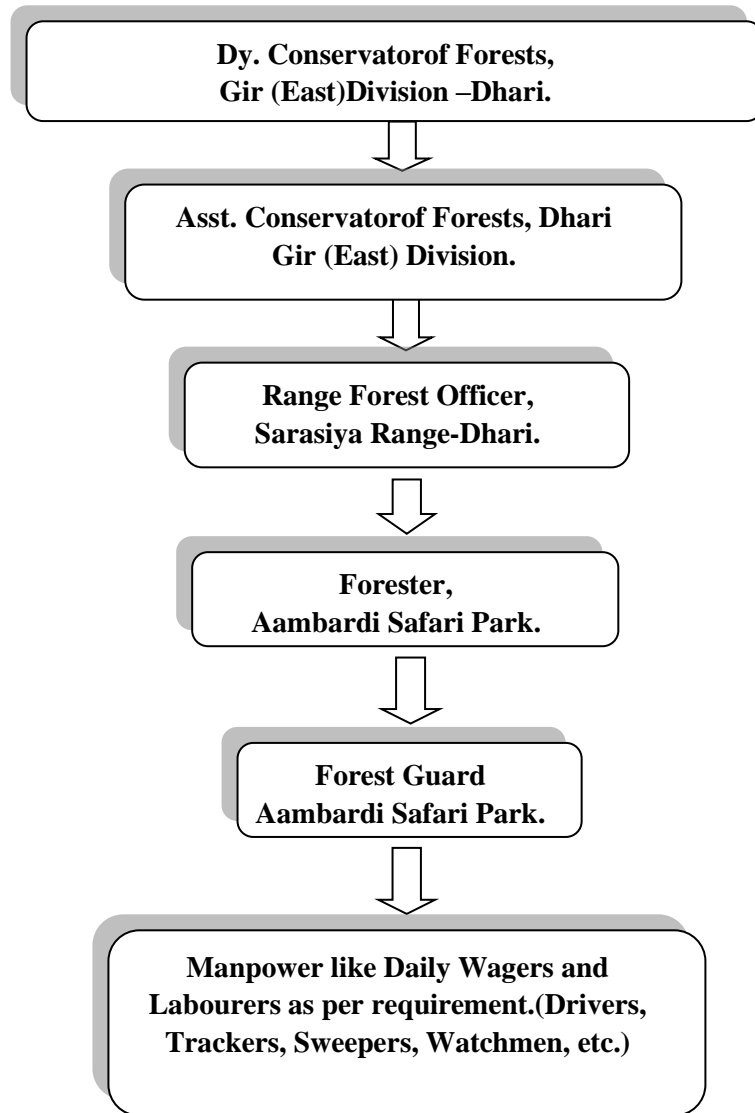 Dy. Conservatorof Forests,
Gir (East)Division –Dhari.
Asst. Conservatorof Forests, Dhari
Gir (East) Division.
Range Forest Officer,
Sarasiya Range-Dhari.
Forester,
Aambardi Safari Park.
Forest Guard
Aambardi Safari Park.
Manpower like Daily Wagers and
Labourers as per requirement.(Drivers,
Trackers, Sweepers, Watchmen, etc.)